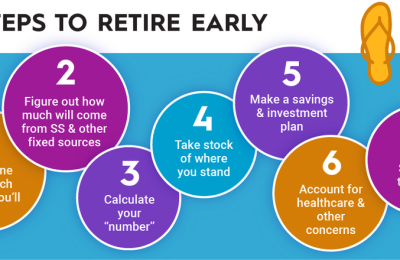 TEPS TO RETIRE EARLY
ne
ch
ou'll
2
Figure out how
much will come
from SS & other
fixed sources
3
Calculate
your
"number"
4
Take stock
of where
you stand
5
Make a savings
& investment
plan
6
Account for
healthcare &
other
concerns
S
t